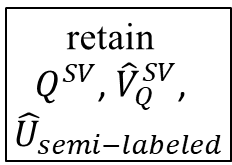 retain
Q^{SV}, \hat{V}_Q^{SV},
\hat{U}_{semi-labeled}